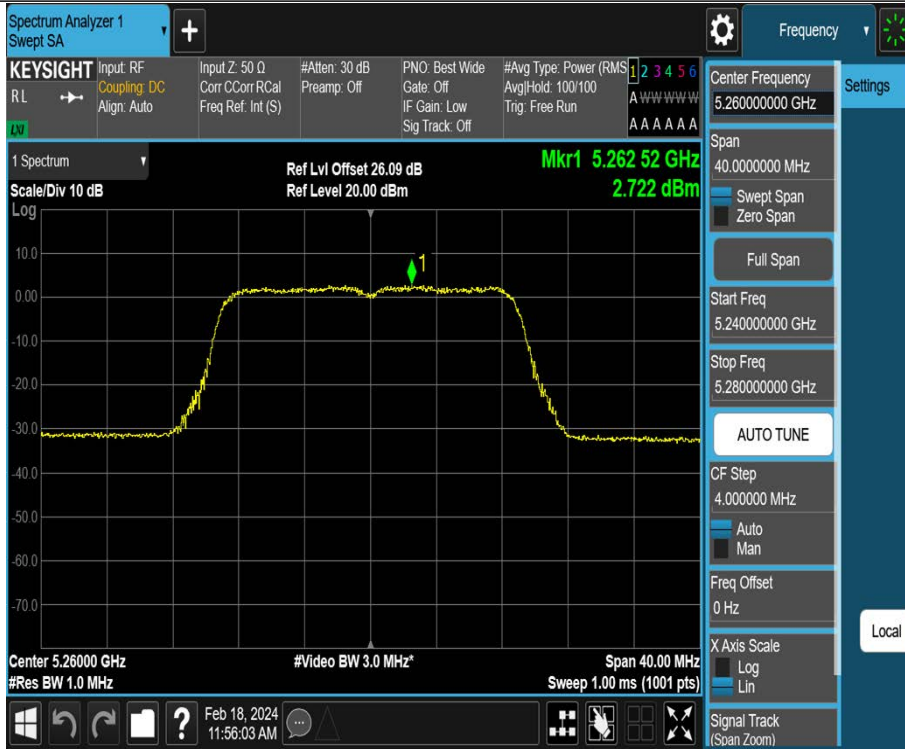 Spectrum Analyzer 1
Swept SA
+
Frequency
KEYSIGHT
RL
LXI
Input: RF
Coupling: DC
Align: Auto
Input Z: 50 Ω
Corr CCorr RCal
Freq Ref: Int (S)
#Atten: 30 dB
Preamp: Off
PNO: Best Wide
Gate: Off
IF Gain: Low
Sig Track: Off
#Avg Type: Power (RMS
Avg|Hold: 100/100
Trig: Free Run
1 2 3 4 5 6
A W W W W W
A A A A A A
1 Spectrum
Scale/Div 10 dB
Log
Ref Lvl Offset 26.09 dB
Ref Level 20.00 dBm
Mkr1 5.262 52 GHz
2.722 dBm
1
10.0
0.00
-10.0
-20.0
-30.0
-40.0
-50.0
-60.0
-70.0
Center 5.26000 GHz
#Res BW 1.0 MHz
#Video BW 3.0 MHz*
Span 40.00 MHz
Sweep 1.00 ms (1001 pts)
?
Feb 18, 2024
11:56:03 AM
Center Frequency
5.260000000 GHz
Span
40.0000000 MHz
Swept Span
Zero Span
Full Span
Start Freq
5.240000000 GHz
Stop Freq
5.280000000 GHz
AUTO TUNE
CF Step
4.000000 MHz
Auto
Man
Freq Offset
0 Hz
X Axis Scale
Log
Lin
Signal Track
(Span Zoom)
Settings
Local